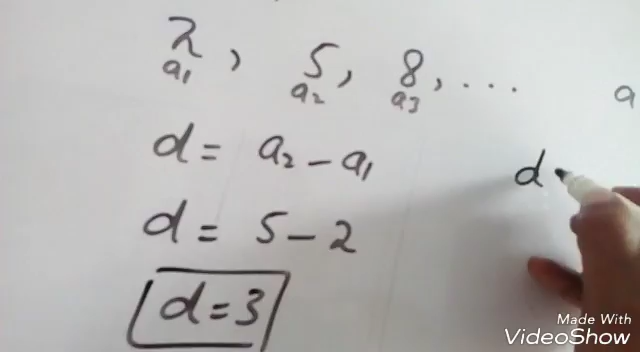 2, 5, 8, ...
a1 a2 a3 a
d = a2 - a1 d
d = 5 - 2
d = 3
Made With
VideoShow